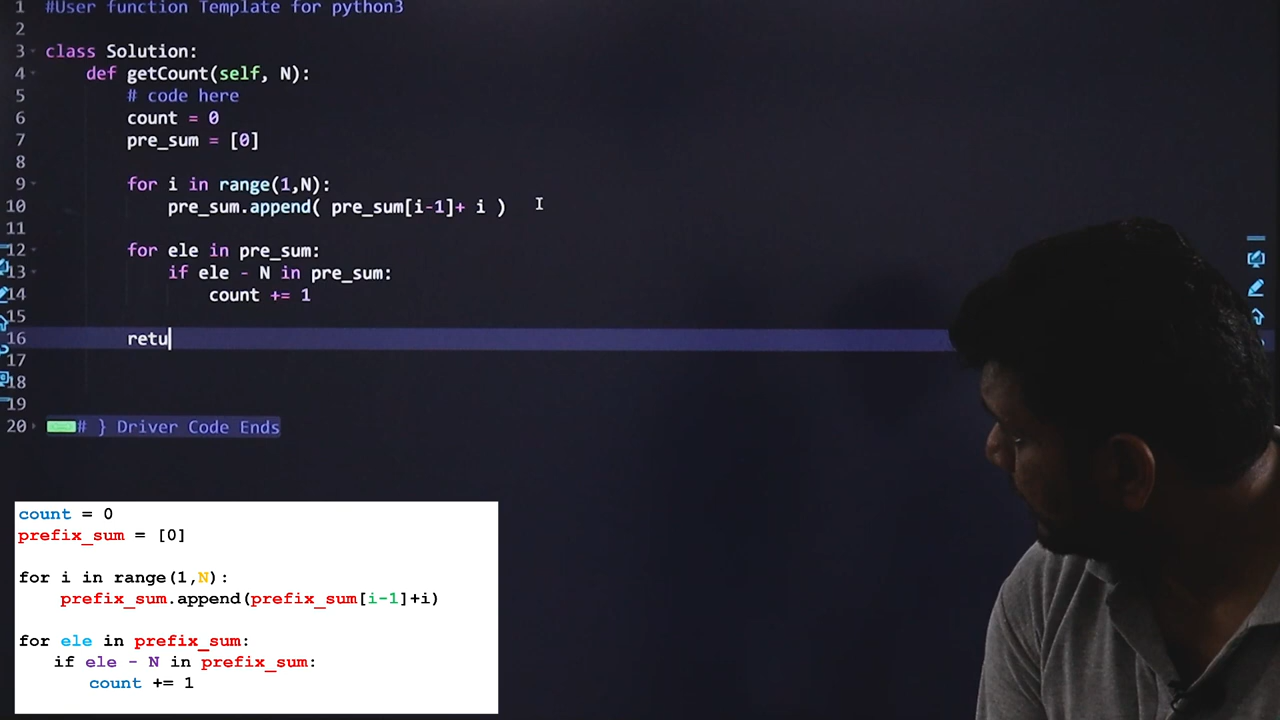 1 #User function Template for python3
2
3 class Solution:
4 def getCount(self, N):
5 # code here
6 count = 0
7 pre_sum = [0]
8
9 for i in range(1,N):
10 pre_sum.append( pre_sum[i-1]+ i )
11
12 for ele in pre_sum:
13 if ele - N in pre_sum:
14 count += 1
15
16 retu
17
18
19
20 # } Driver Code Ends
count = 0
prefix_sum = [0]
for i in range(1,N):
prefix_sum.append(prefix_sum[i-1]+i)
for ele in prefix_sum:
if ele - N in prefix_sum:
count += 1